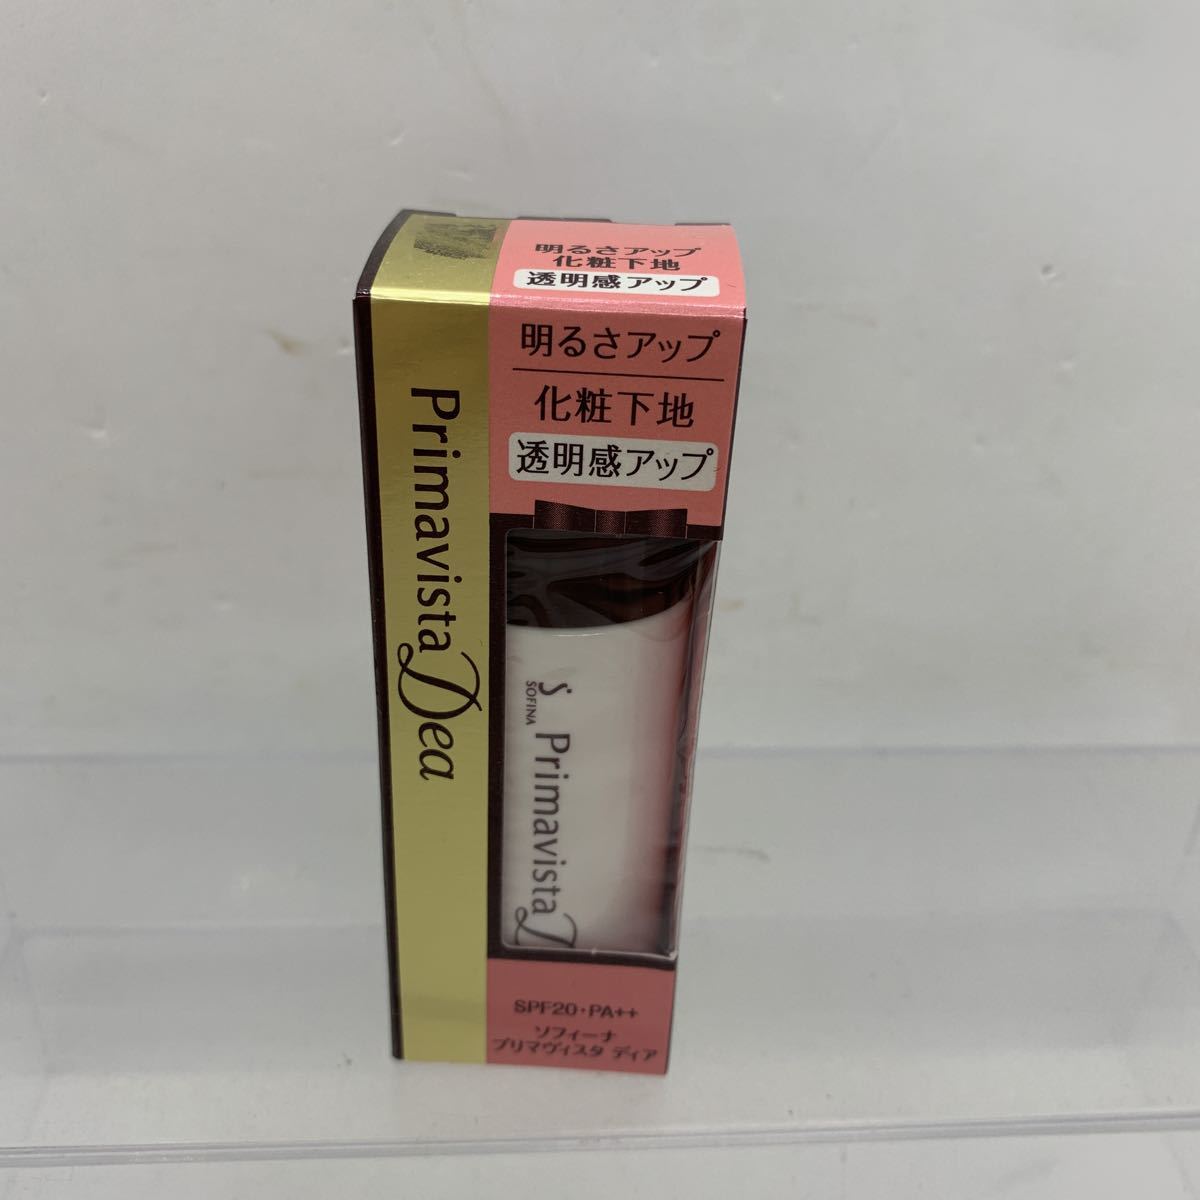 明るさアップ
化粧下地
透明感アップ
明るさアップ
化粧下地
透明感アップ
Primavista Dea
S
SOFINA
Primavista D
SPF20・PA++
ソフィーナ
プリマヴィスタ ディア